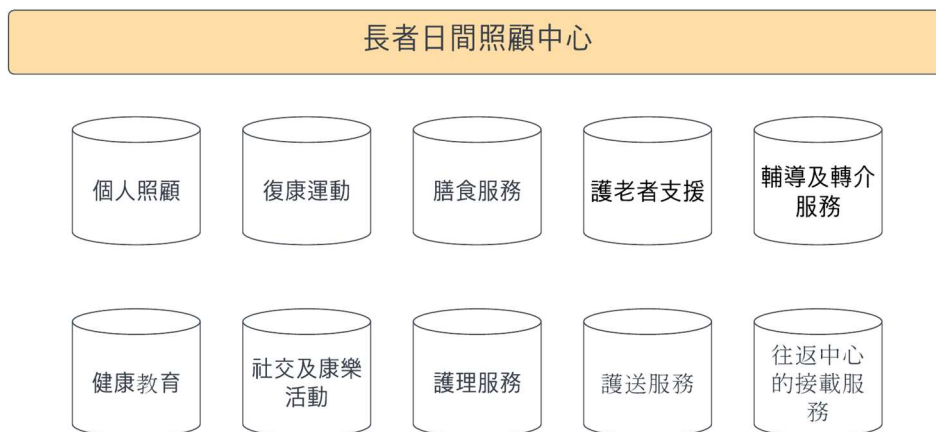 長者日間照顧中心
個人照顧
復康運動
膳食服務
護老者支援
輔導及轉介
服務
健康教育
社交及康樂
活動
護理服務
護送服務
往返中心
的接載服
務